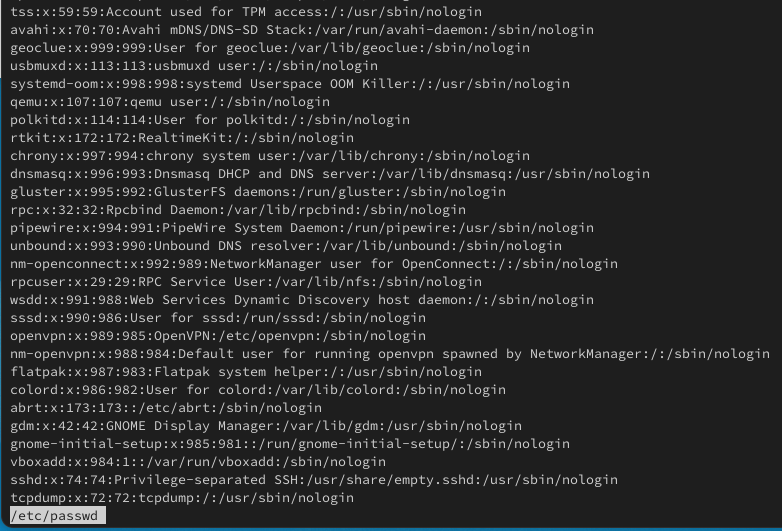 tss:x:59:59:Account used for TPM access:/:/usr/sbin/nologin
avahi:x:70:70:Avahi mDNS/DNS-SD Stack:/var/run/avahi-daemon:/sbin/nologin
geoclue:x:999:999:User for geoclue:/var/lib/geoclue:/sbin/nologin
usbmuxd:x:113:113:usbmuxd user:/:/sbin/nologin
systemd-oom:x:998:998:systemd Userspace OOM Killer:/:/usr/sbin/nologin
qemu:x:107:107:qemu user:/:/sbin/nologin
polkitd:x:114:114:User for polkitd:/:/sbin/nologin
rtkit:x:172:172:RealtimeKit:/:/sbin/nologin
chrony:x:997:994:chrony system user:/var/lib/chrony:/sbin/nologin
dnsmasq:x:996:993:Dnsmasq DHCP and DNS server:/var/lib/dnsmasq:/usr/sbin/nologin
gluster:x:995:992:GlusterFS daemons:/run/gluster:/sbin/nologin
rpc:x:32:32:Rpcbind Daemon:/var/lib/rpcbind:/sbin/nologin
pipewire:x:994:991:PipeWire System Daemon:/run/pipewire:/usr/sbin/nologin
unbound:x:993:990:Unbound DNS resolver:/var/lib/unbound:/sbin/nologin
nm-openconnect:x:992:989:NetworkManager user for OpenConnect:/:/sbin/nologin
rpcuser:x:29:29:RPC Service User:/var/lib/nfs:/sbin/nologin
wsdd:x:991:988:Web Services Dynamic Discovery host daemon:/:/sbin/nologin
sssd:x:990:986:User for sssd:/run/sssd:/sbin/nologin
openvpn:x:989:985:OpenVPN:/etc/openvpn:/sbin/nologin
nm-openvpn:x:988:984:Default user for running openvpn spawned by NetworkManager:/:/sbin/nologin
flatpak:x:987:983:Flatpak system helper:/:/usr/sbin/nologin
colord:x:986:982:User for colord:/var/lib/colord:/sbin/nologin
abrt:x:173:173::/etc/abrt:/sbin/nologin
gdm:x:42:42:GNOME Display Manager:/var/lib/gdm:/usr/sbin/nologin
gnome-initial-setup:x:985:981::/run/gnome-initial-setup/:/sbin/nologin
vboxadd:x:984:1::/var/run/vboxadd:/sbin/nologin
sshd:x:74:74:Privilege-separated SSH:/usr/share/empty.sshd:/usr/sbin/nologin
tcpdump:x:72:72:tcpdump:/:/usr/sbin/nologin
/etc/passwd